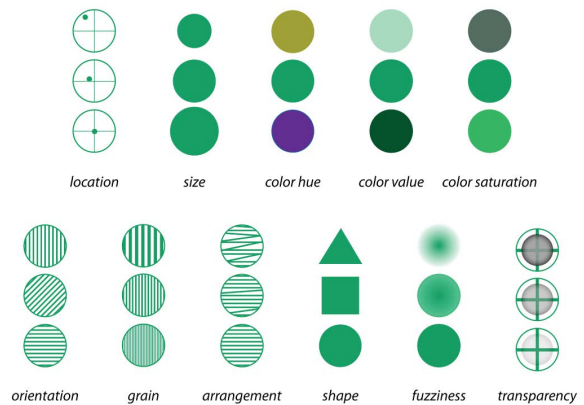 location size color hue color value color saturation
orientation grain arrangement shape fuzziness transparency